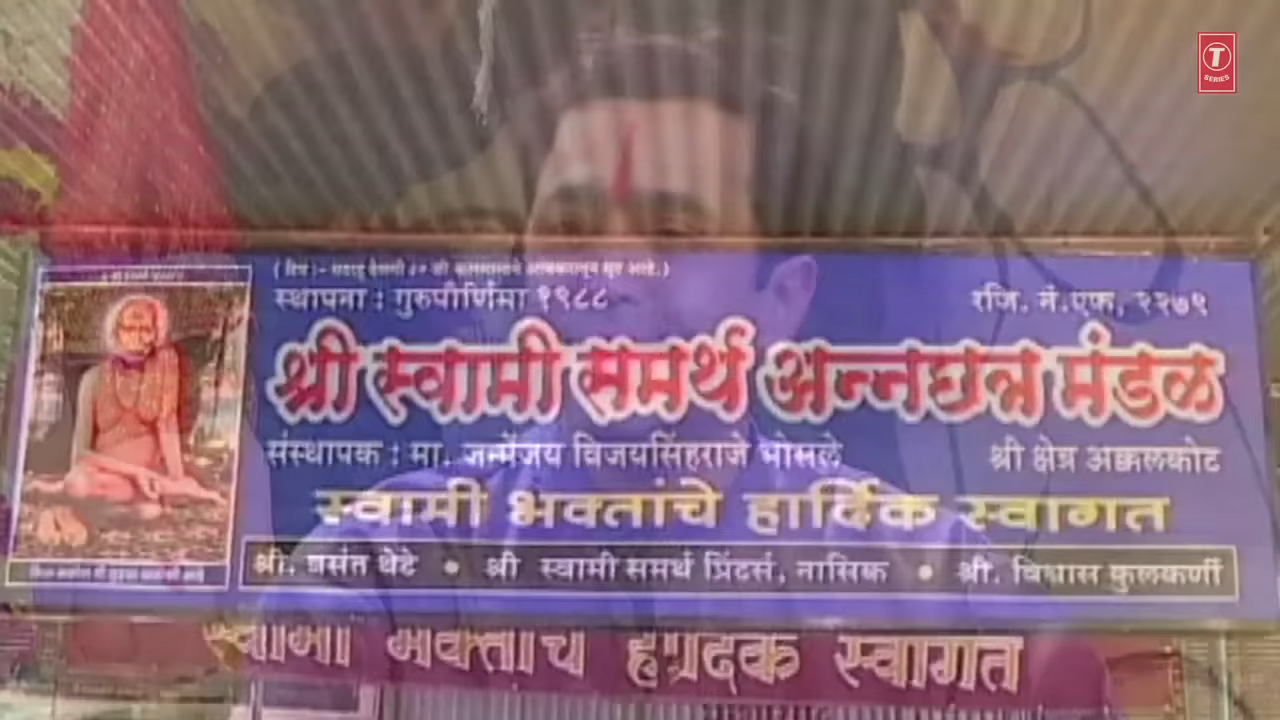 T
SERIES
स्थापना : गुरुपौर्णिमा १९८८
रजि. नं.एफ. २२७९
श्री स्वामी समर्थ अन्नछत्र मंडळ
संस्थापक : मा. जन्मेंजय विजयसिंहराजे भोसले
श्री क्षेत्र अक्कलकोट
स्वामी भक्तांचे हार्दिक स्वागत
श्री. वसंत थेटे • श्री स्वामी समर्थ प्रिंटर्स, नासिक • श्री. विश्वास कुलकर्णी
स्वामी भक्तांचे हार्दिक स्वागत